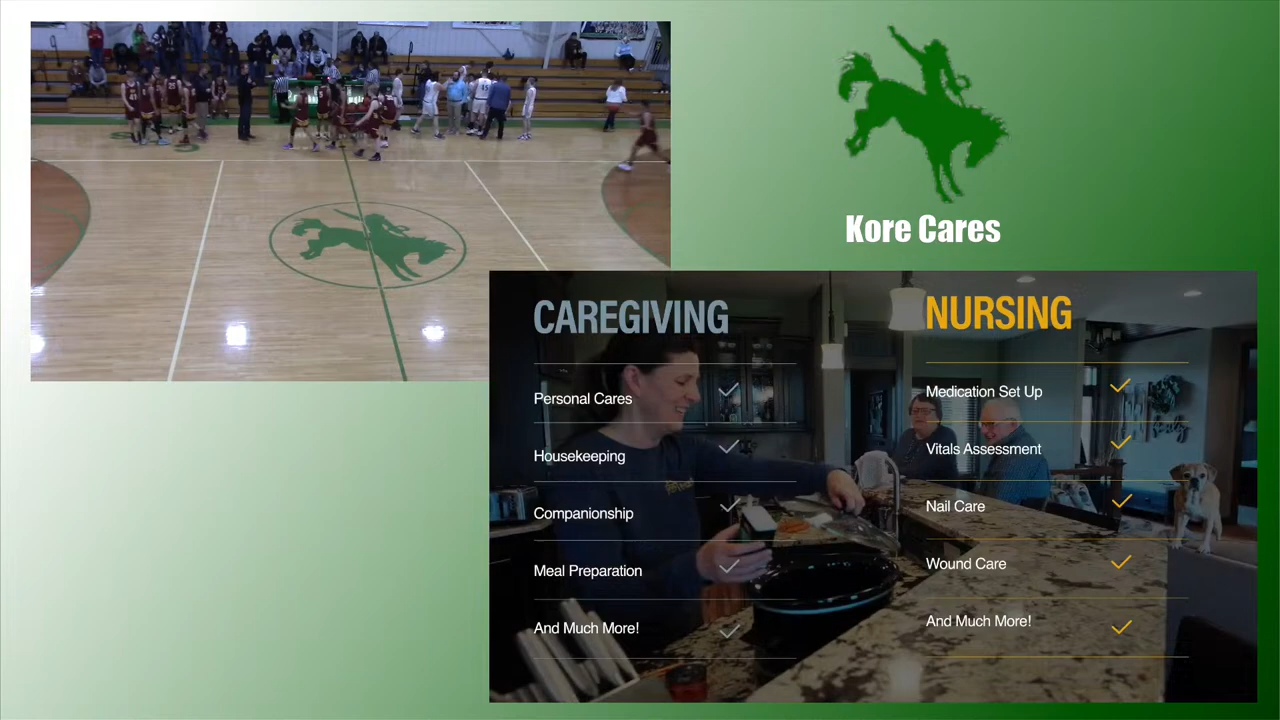 Kore Cares
CAREGIVING
Personal Cares
Housekeeping
Companionship
Meal Preparation
And Much More!
NURSING
Medication Set Up
Vitals Assessment
Nail Care
Wound Care
And Much More!